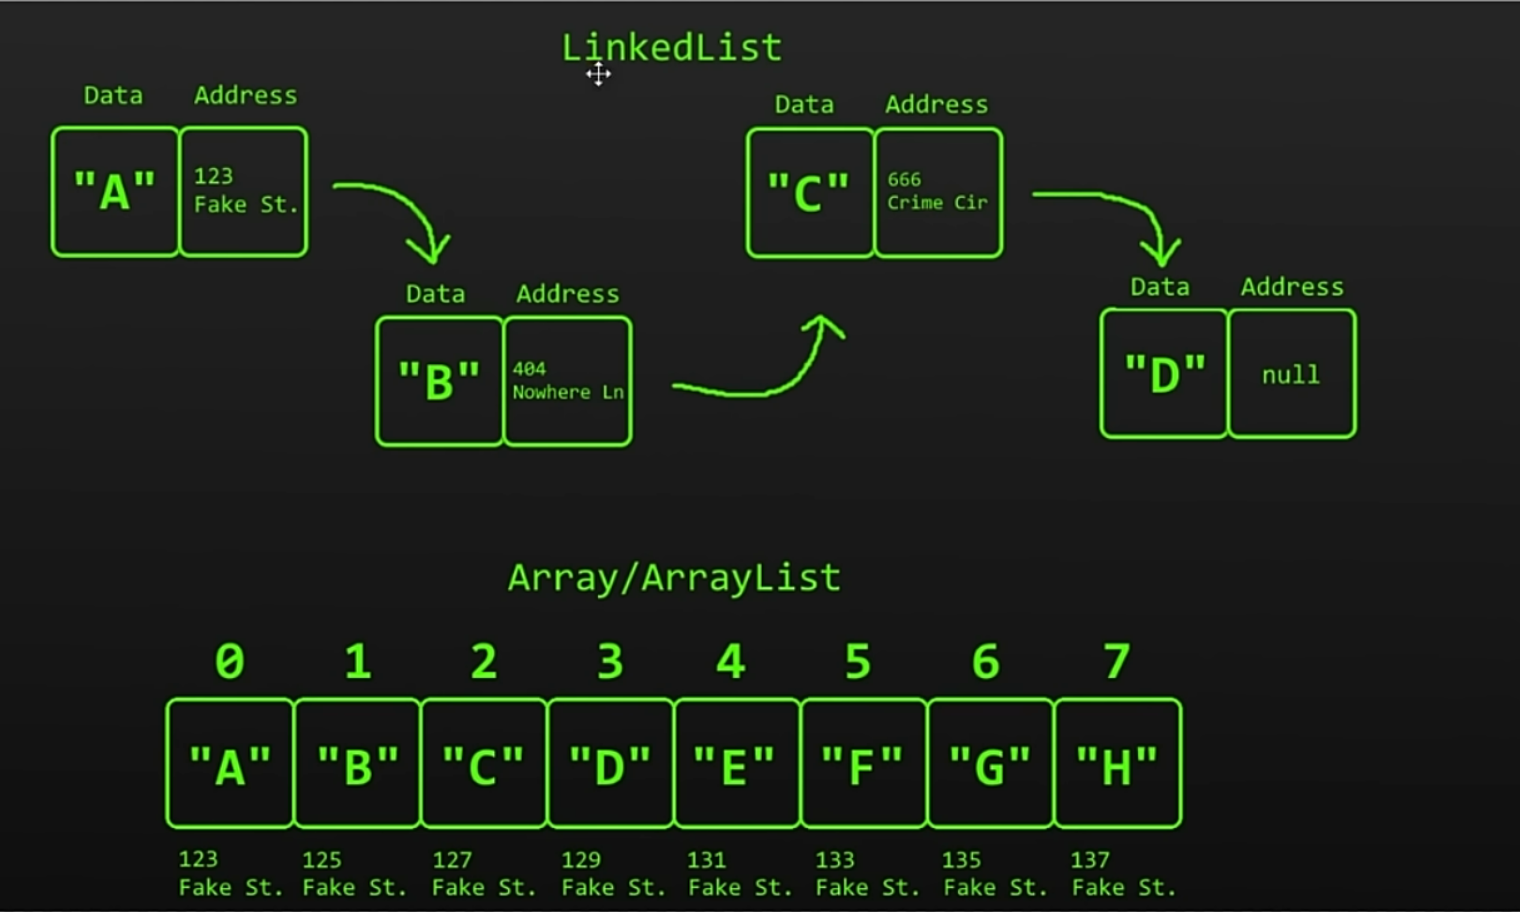 LinkedList
Data Address
"A" 123
Fake St.
Data Address
"B" 404
Nowhere Ln
Data Address
"C" 666
Crime Cir
Data Address
"D" null
Array/ArrayList
0 1 2 3 4 5 6 7
"A" "B" "C" "D" "E" "F" "G" "H"
123 125 127 129 131 133 135 137
Fake St. Fake St. Fake St. Fake St. Fake St. Fake St. Fake St. Fake St.